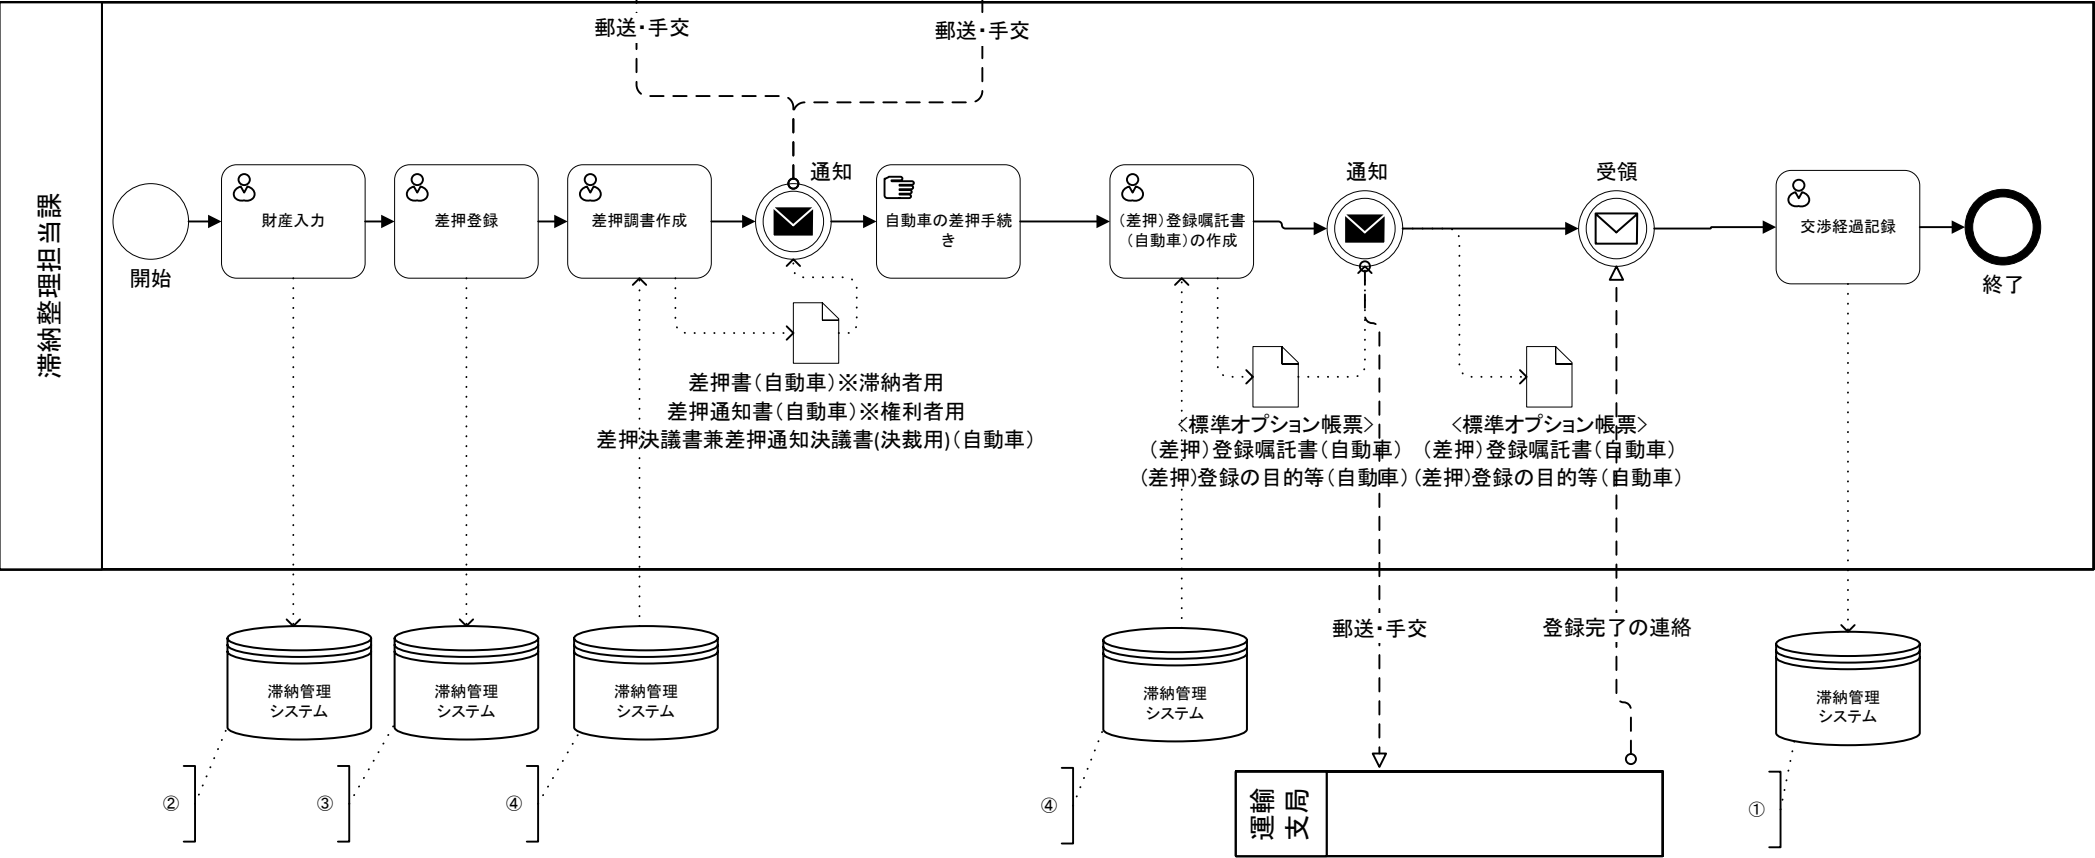 郵送・手交
郵送・手交
滞納整理担当課
開始
財産入力
差押登録
差押調書作成
通知
自動車の差押手続
き
(差押)登録嘱託書
(自動車)の作成
通知
受領
交渉経過記録
終了
差押書(自動車)※滞納者用
差押通知書(自動車)※権利者用
差押決議書兼差押通知決議書(決裁用)(自動車)
<標準オプション帳票>
(差押)登録嘱託書(自動車)
(差押)登録の目的等(自動車)
<標準オプション帳票>
(差押)登録嘱託書(自動車)
(差押)登録の目的等(自動車)
郵送・手交
登録完了の連絡
滞納管理
システム
滞納管理
システム
滞納管理
システム
滞納管理
システム
滞納管理
システム
②
③
④
④
①
運輸
支局